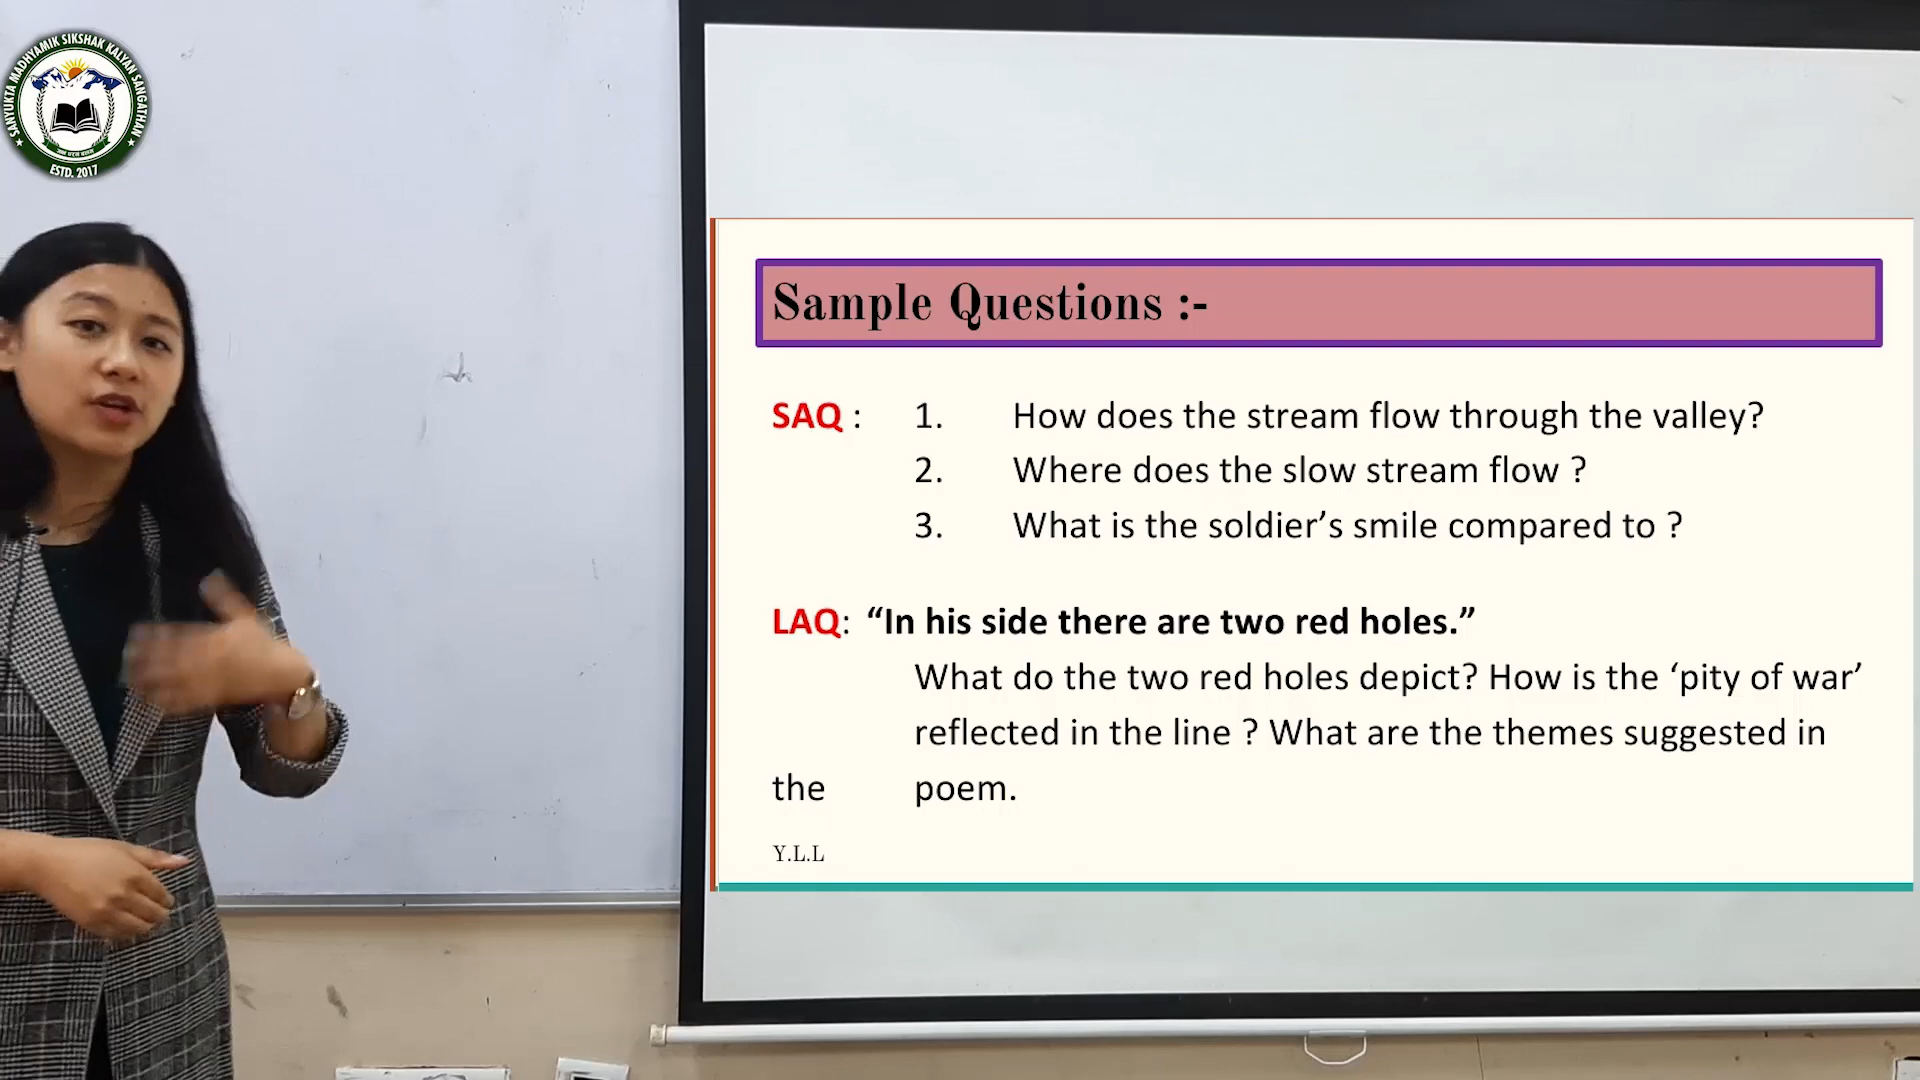 SANYUKTA MADHYAMIK SIKSHAK KALYAN SANGATHAN
ESTD. 2017
Sample Questions :-
SAQ : 1. How does the stream flow through the valley?
2. Where does the slow stream flow ?
3. What is the soldier’s smile compared to ?
LAQ: “In his side there are two red holes.”
What do the two red holes depict? How is the ‘pity of war’
reflected in the line ? What are the themes suggested in
the poem.
Y.L.L